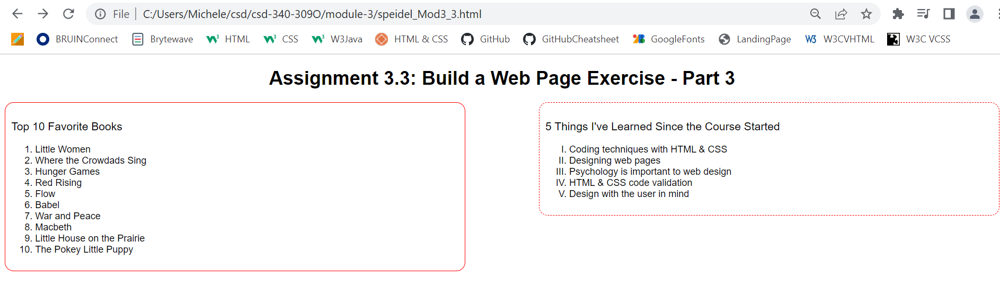 File | C:/Users/Michele/csd/csd-340-309O/module-3/speidel_Mod3_3.html
BRUINConnect Brytewave HTML CSS W3Java HTML & CSS GitHub GitHubCheatsheet GoogleFonts LandingPage W3CVHTML W3C VCSS
Assignment 3.3: Build a Web Page Exercise - Part 3
Top 10 Favorite Books
1. Little Women
2. Where the Crowdads Sing
3. Hunger Games
4. Red Rising
5. Flow
6. Babel
7. War and Peace
8. Macbeth
9. Little House on the Prairie
10. The Pokey Little Puppy
5 Things I've Learned Since the Course Started
I. Coding techniques with HTML & CSS
II. Designing web pages
III. Psychology is important to web design
IV. HTML & CSS code validation
V. Design with the user in mind